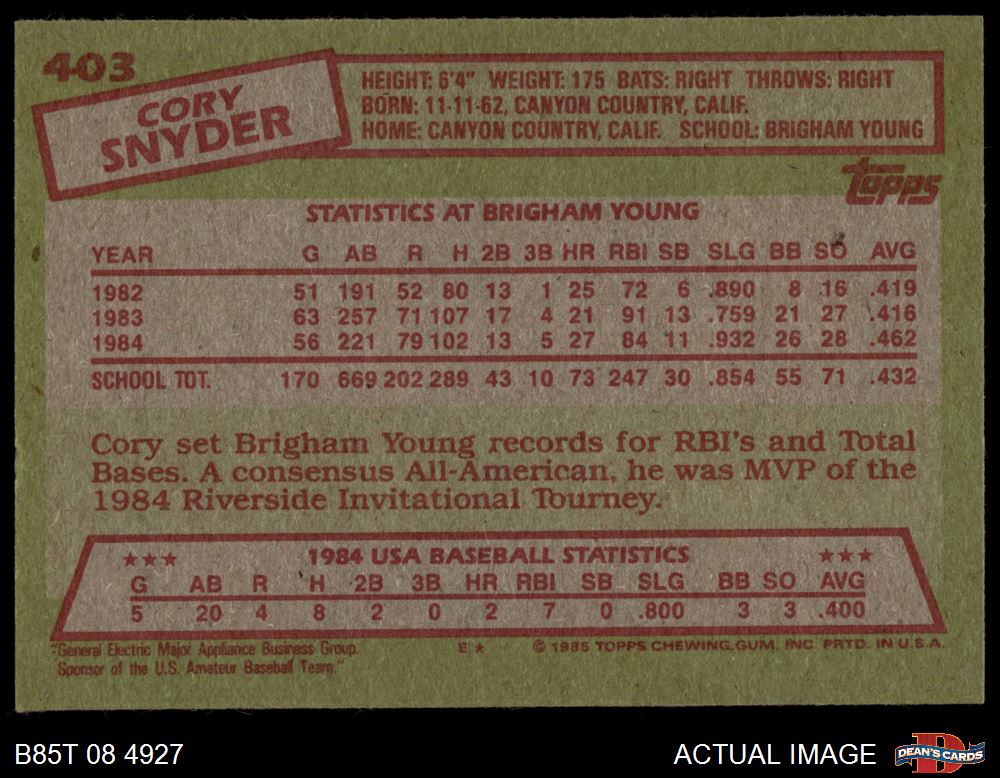 403
CORY
SNYDER
HEIGHT: 6'4" WEIGHT: 175 BATS: RIGHT THROWS: RIGHT
BORN: 11-11-62, CANYON COUNTRY, CALIF.
HOME: CANYON COUNTRY, CALIF. SCHOOL: BRIGHAM YOUNG
topps
STATISTICS AT BRIGHAM YOUNG
YEAR G AB R H 2B 3B HR RBI SB SLG BB SO AVG
1982 51 191 52 80 13 1 25 72 6 .890 8 16 .419
1983 63 257 71 107 17 4 21 91 13 .759 21 27 .416
1984 56 221 79 102 13 5 27 84 11 .932 26 28 .462
SCHOOL TOT. 170 669 202 289 43 10 73 247 30 .854 55 71 .432
Cory set Brigham Young records for RBI's and Total
Bases. A consensus All-American, he was MVP of the
1984 Riverside Invitational Tourney.
★★★ 1984 USA BASEBALL STATISTICS ★★★
G AB R H 2B 3B HR RBI SB SLG BB SO AVG
5 20 4 8 2 0 2 7 0 .800 3 3 .400
"General Electric Major Appliance Business Group.
Sponsor of the U.S. Amateur Baseball Team."
E★ © 1985 TOPPS CHEWING GUM, INC. PRTD. IN U.S.A.
B85T 08 4927 ACTUAL IMAGE DEAN'S CARDS